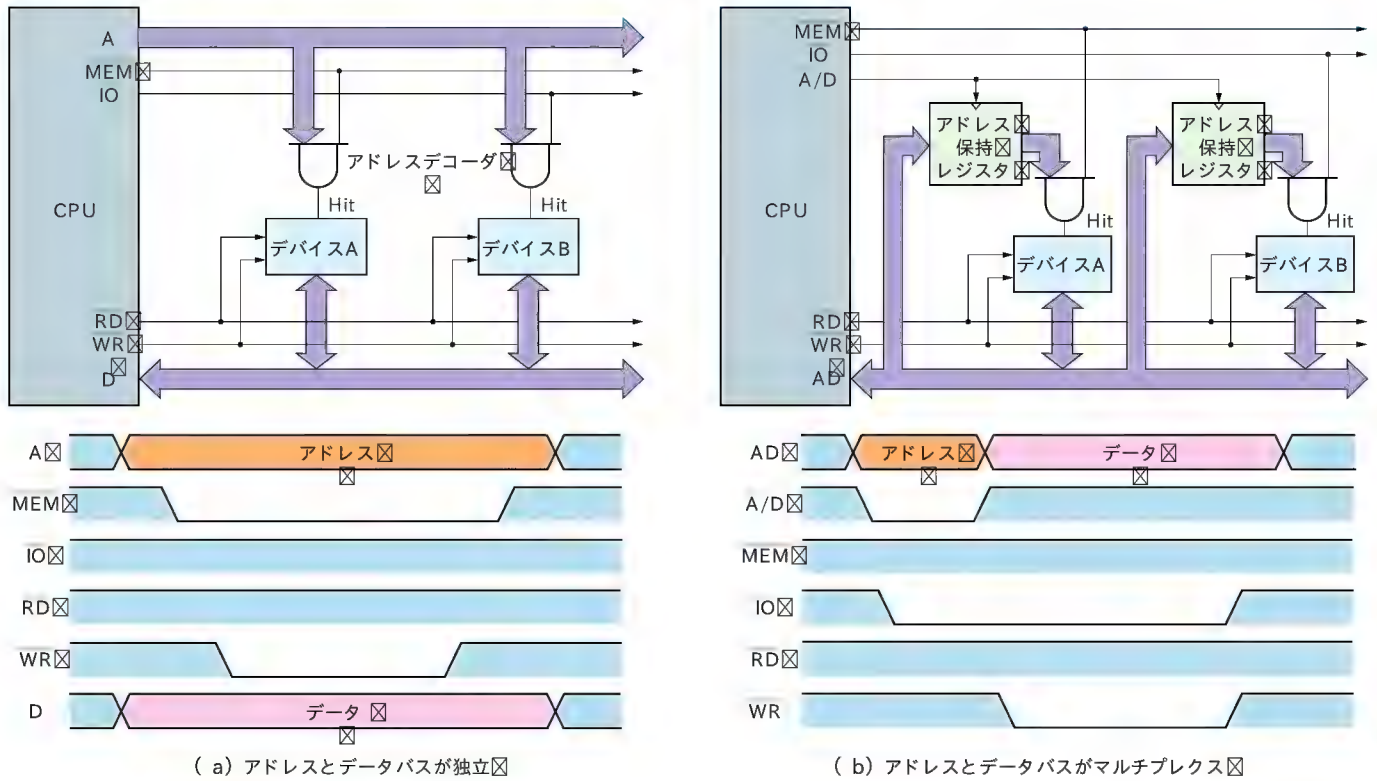 A
MEM
IO
アドレスデコーダ
CPU
Hit
Hit
デバイスA
デバイスB
RD
WR
D
A
アドレス
MEM
IO
RD
WR
D
データ
( a) アドレスとデータバスが独立
MEM
IO
A/D
アドレス
保持
レジスタ
アドレス
保持
レジスタ
CPU
Hit
Hit
デバイスA
デバイスB
RD
WR
AD
AD
アドレス
データ
A/D
MEM
IO
RD
WR
( b) アドレスとデータバスがマルチプレクス